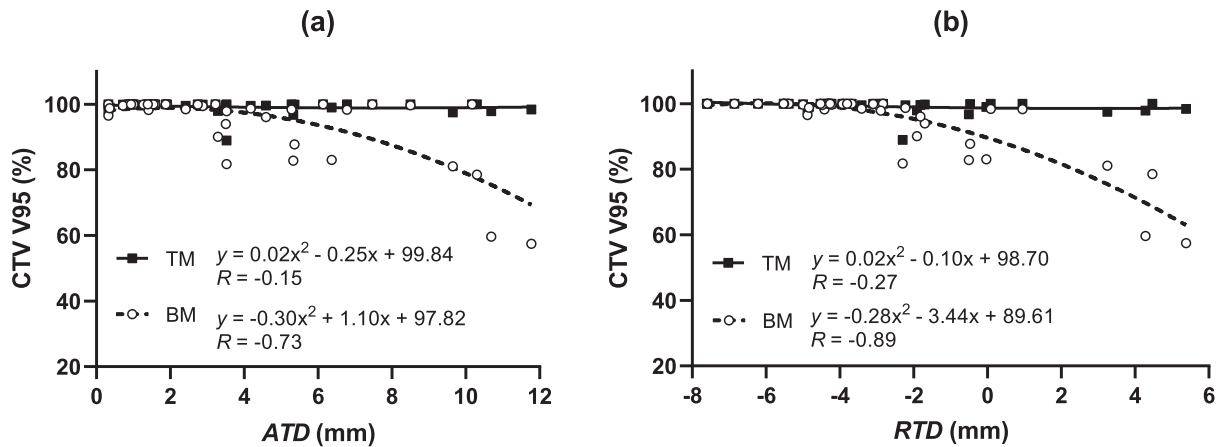 (a)
CTV V95 (%)
100
80
60
40
20
0 2 4 6 8 10 12
ATD (mm)
TM y = 0.02x² - 0.25x + 99.84
R = -0.15
BM y = -0.30x² + 1.10x + 97.82
R = -0.73
(b)
CTV V95 (%)
100
80
60
40
20
-8 -6 -4 -2 0 2 4 6
RTD (mm)
TM y = 0.02x² - 0.10x + 98.70
R = -0.27
BM y = -0.28x² - 3.44x + 89.61
R = -0.89